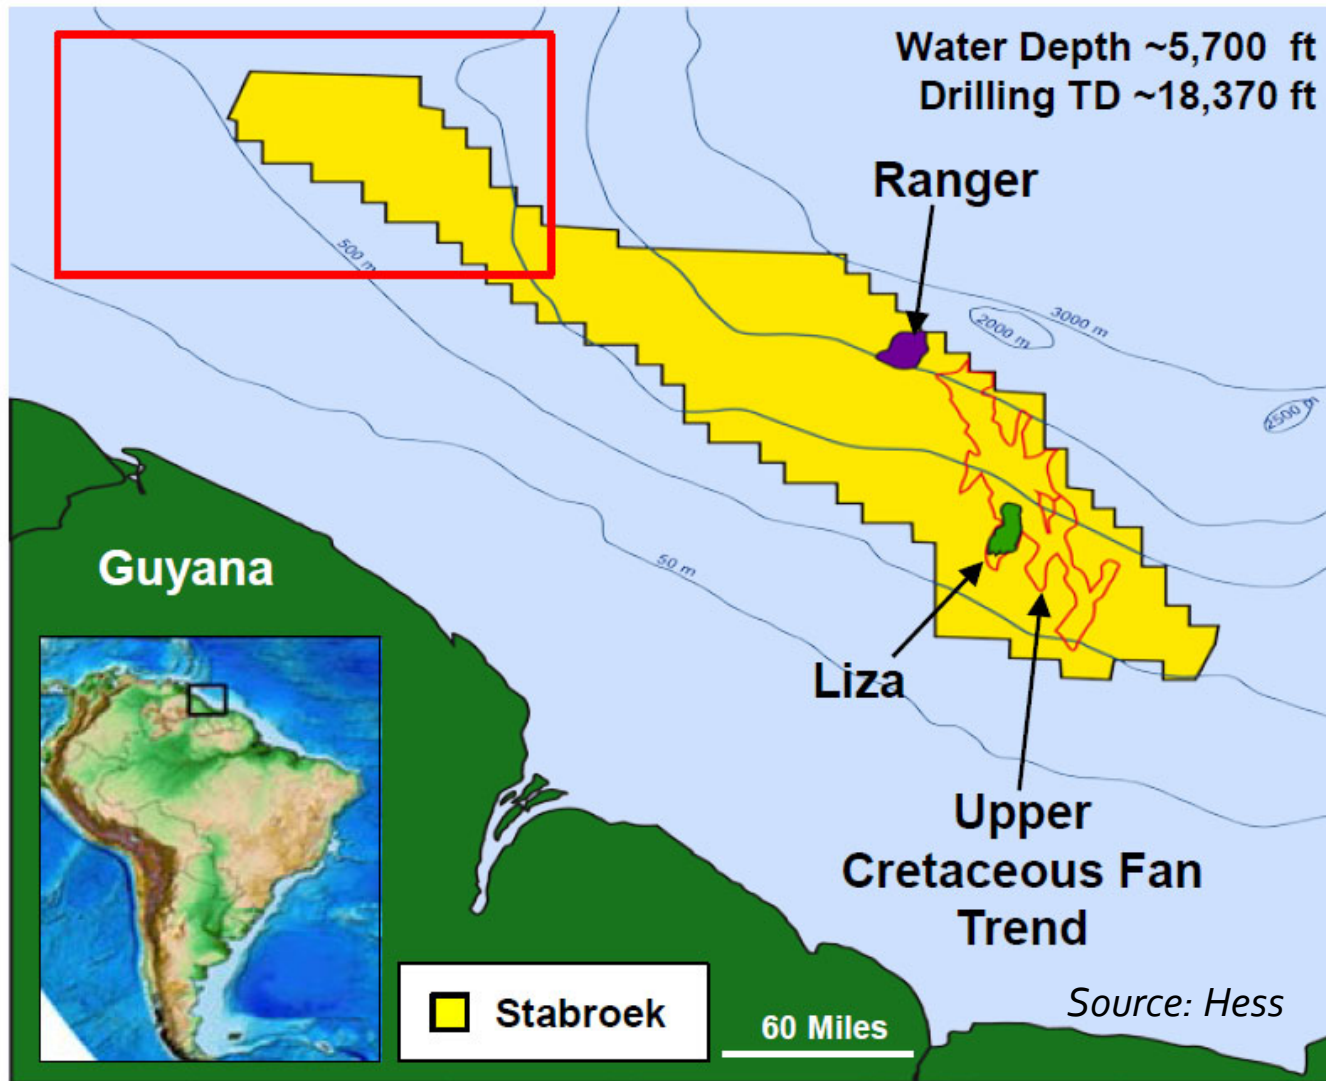 Water Depth ~5,700 ft
Drilling TD ~18,370 ft
Ranger
500 m
3000 m
2000 m
2500 m
50 m
Guyana
Liza
Upper
Cretaceous Fan
Trend
Stabroek
60 Miles
Source: Hess